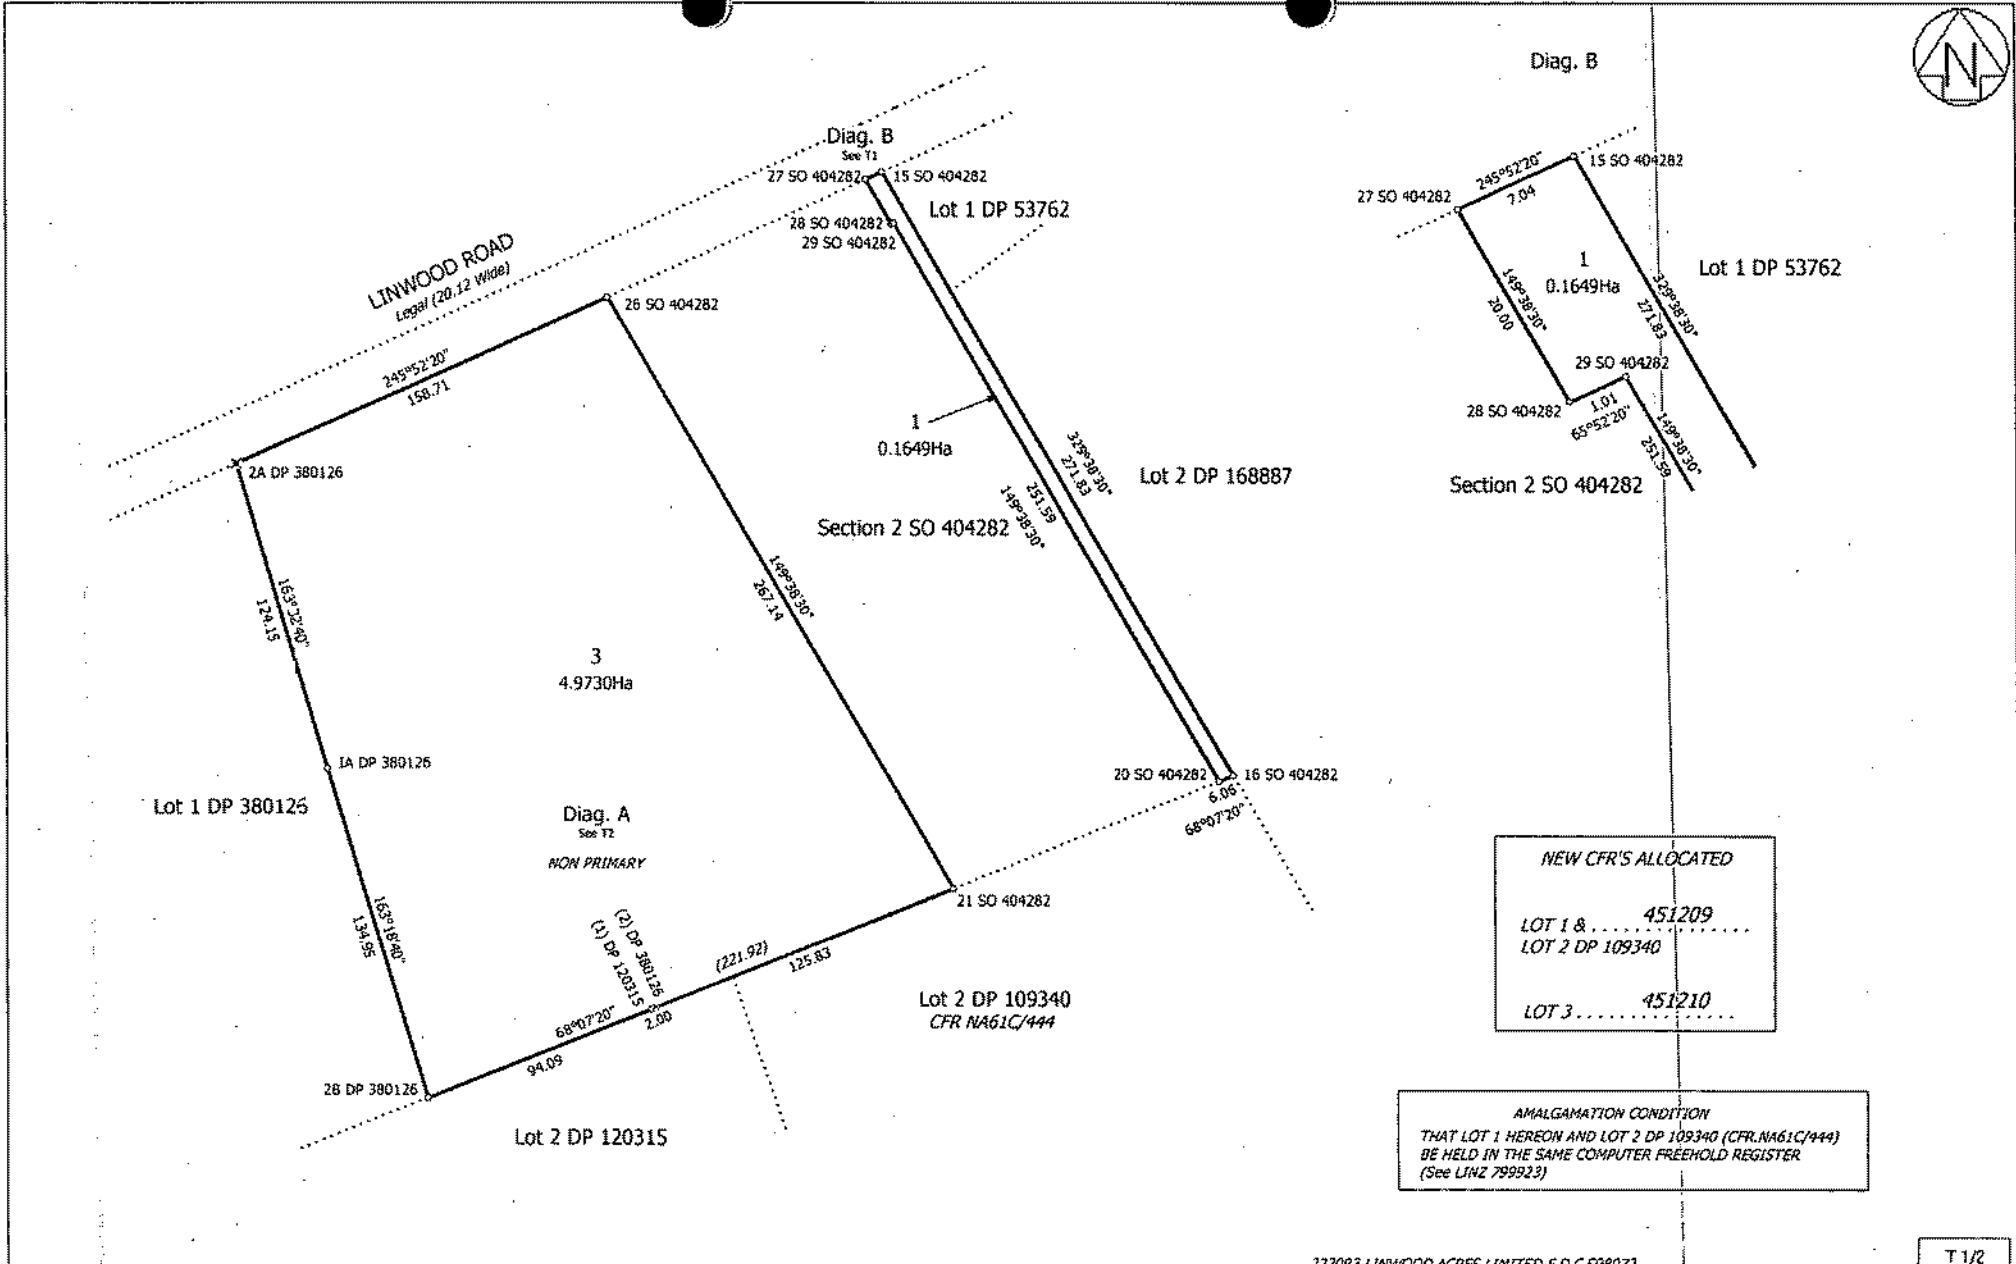 Diag. B
N
Diag. B
See T1
27 SO 404282
15 SO 404282
Lot 1 DP 53762
28 SO 404282
29 SO 404282
LINWOOD ROAD
Legal (20.12 Wide)
26 SO 404282
245°52'20"
158.71
2A DP 380126
1
0.1649Ha
329°38'30"
271.83
251.59
149°38'30"
Lot 2 DP 168887
Section 2 SO 404282
149°38'30"
267.14
163°32'40"
124.15
3
4.9730Ha
1A DP 380126
Lot 1 DP 380126
Diag. A
See T2
NON PRIMARY
20 SO 404282
16 SO 404282
6.06
68°07'20"
21 SO 404282
163°18'40"
134.95
(2) DP 380126
(1) DP 120315
(221.92)
125.83
68°07'20"
2.00
94.09
Lot 2 DP 109340
CFR NA61C/444
2B DP 380126
Lot 2 DP 120315
245°52'20"
7.04
15 SO 404282
27 SO 404282
1
0.1649Ha
Lot 1 DP 53762
149°38'30"
20.00
329°38'30"
271.83
29 SO 404282
28 SO 404282
1.01
65°52'20"
149°38'30"
251.59
Section 2 SO 404282
NEW CFR'S ALLOCATED
LOT 1 & .......... 451209
LOT 2 DP 109340
LOT 3 .......... 451210
AMALGAMATION CONDITION
THAT LOT 1 HEREON AND LOT 2 DP 109340 (CFR.NA61C/444)
BE HELD IN THE SAME COMPUTER FREEHOLD REGISTER
(See LINZ 799923)
LINWOOD ACRES LIMITED
T 1/2